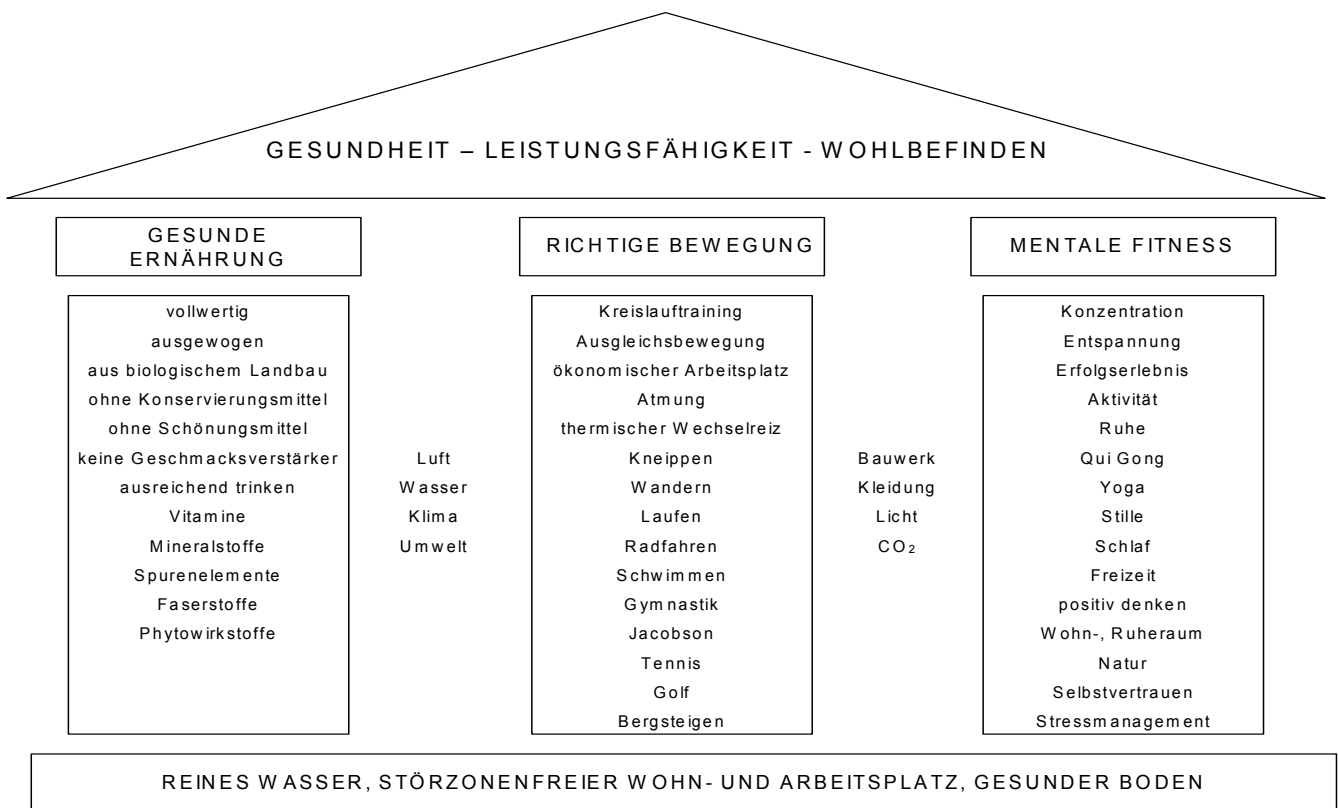 GESUNDHEIT – LEISTUNGSFÄHIGKEIT - WOHLBEFINDEN
GESUNDE
ERNÄHRUNG
vollwertig
ausgewogen
aus biologischem Landbau
ohne Konservierungsmittel
ohne Schönungsmittel
keine Geschmacksverstärker
ausreichend trinken
Vitamine
Mineralstoffe
Spurenelemente
Faserstoffe
Phytowirkstoffe
Luft
Wasser
Klima
Umwelt
RICHTIGE BEWEGUNG
Kreislauftraining
Ausgleichsbewegung
ökonomischer Arbeitsplatz
Atmung
thermischer Wechselreiz
Kneippen
Wandern
Laufen
Radfahren
Schwimmen
Gymnastik
Jacobson
Tennis
Golf
Bergsteigen
Bauwerk
Kleidung
Licht
CO₂
MENTALE FITNESS
Konzentration
Entspannung
Erfolgserlebnis
Aktivität
Ruhe
Qui Gong
Yoga
Stille
Schlaf
Freizeit
positiv denken
Wohn-, Ruheraum
Natur
Selbstvertrauen
Stressmanagement
REINES WASSER, STÖRZONENFREIER WOHN- UND ARBEITSPLATZ, GESUNDER BODEN